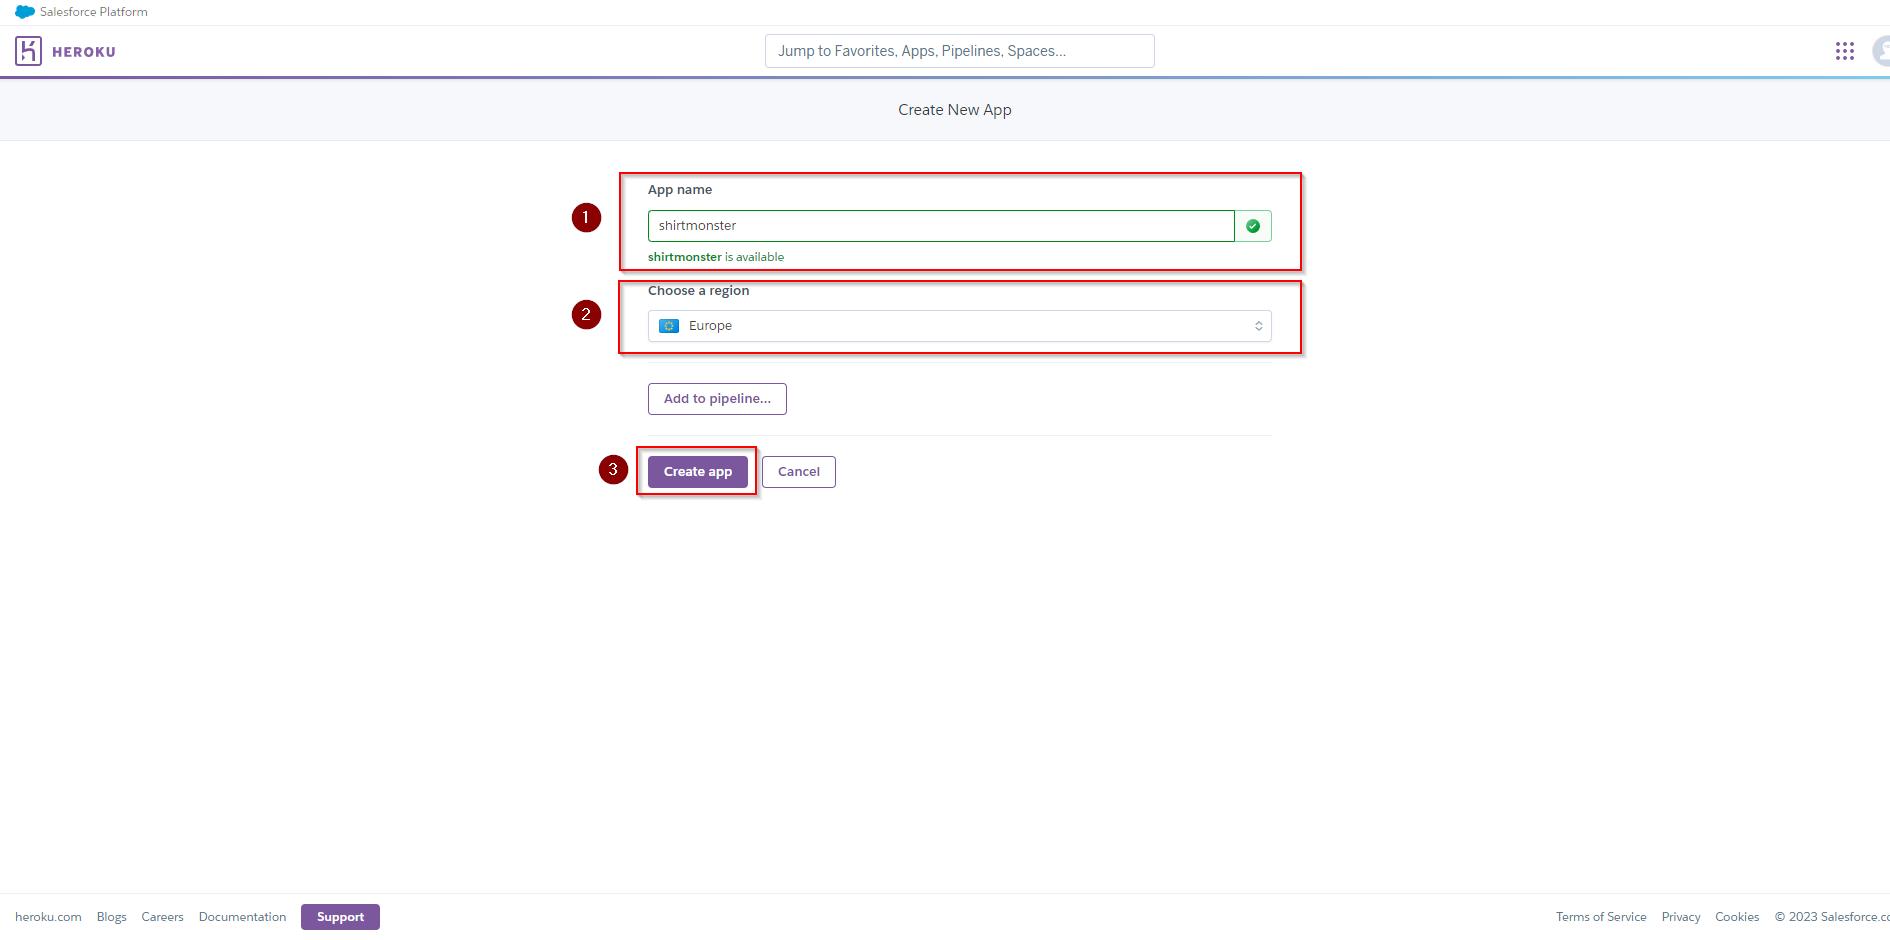 Salesforce Platform
HEROKU
Jump to Favorites, Apps, Pipelines, Spaces...
Create New App
1
App name
shirtmonster
shirtmonster is available
2
Choose a region
Europe
Add to pipeline...
3
Create app
Cancel
heroku.com Blogs Careers Documentation Support
Terms of Service Privacy Cookies © 2023 Salesforce.co